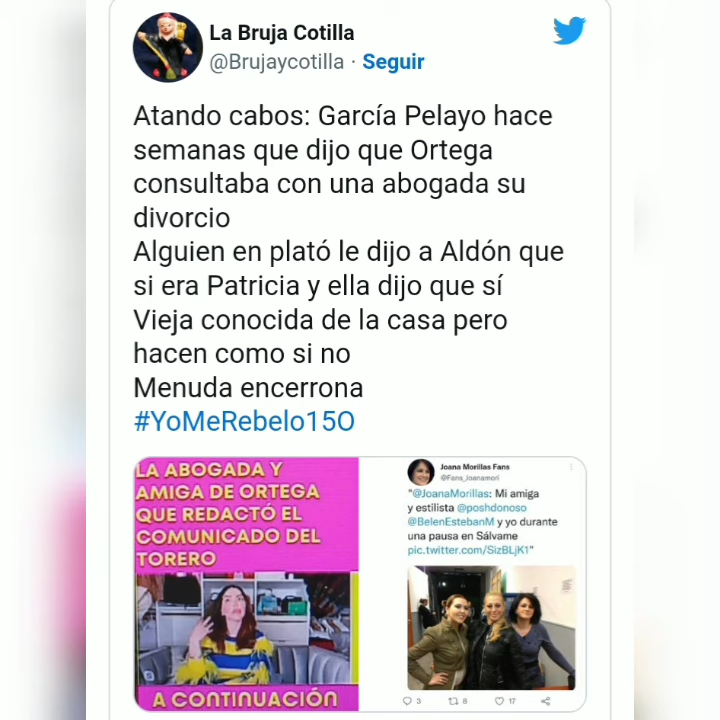 La Bruja Cotilla
@Brujaycotilla · Seguir
Atando cabos: García Pelayo hace
semanas que dijo que Ortega
consultaba con una abogada su
divorcio
Alguien en plató le dijo a Aldón que
si era Patricia y ella dijo que sí
Vieja conocida de la casa pero
hacen como si no
Menuda encerrona
#YoMeRebelo15O
LA ABOGADA Y
AMIGA DE ORTEGA
QUE REDACTÓ EL
COMUNICADO DEL
TORERO
A CONTINUACIÓN
Joana Morillas Fans
@Fans_Joanamori
"@JoanaMorillas: Mi amiga
y estilista @poshdonoso
@BelenEstebanM y yo durante
una pausa en Sálvame
pic.twitter.com/SizBLjK1"
3 8 17